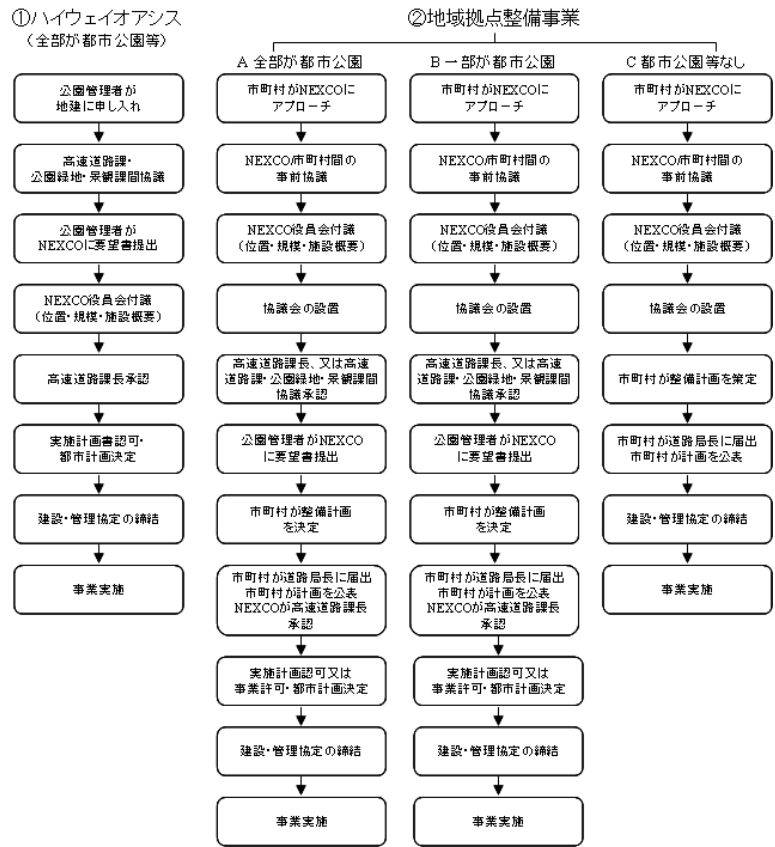 ①ハイウェイオアシス
（全部が都市公園等）
公園管理者が
地建に申し入れ
高速道路課・
公園緑地・景観課間協議
公園管理者が
NEXCOに要望書提出
NEXCO役員会付議
（位置・規模・施設概要）
高速道路課長承認
実施計画書認可・
都市計画決定
建設・管理協定の締結
事業実施
②地域拠点整備事業
A 全部が都市公園
市町村がNEXCOに
アプローチ
NEXCO/市町村間の
事前協議
NEXCO役員会付議
（位置・規模・施設概要）
協議会の設置
高速道路課長、又は高速
道路課・公園緑地・景観課間
協議承認
公園管理者がNEXCO
に要望書提出
市町村が整備計画
を決定
市町村が道路局長に届出
市町村が計画を公表
NEXCOが高速道路課長
承認
実施計画認可又は
事業許可・都市計画決定
建設・管理協定の締結
事業実施
B 一部が都市公園
市町村がNEXCOに
アプローチ
NEXCO/市町村間の
事前協議
NEXCO役員会付議
（位置・規模・施設概要）
協議会の設置
高速道路課長、又は高速
道路課・公園緑地・景観課間
協議承認
公園管理者がNEXCO
に要望書提出
市町村が整備計画
を決定
市町村が道路局長に届出
市町村が計画を公表
NEXCOが高速道路課長
承認
実施計画認可又は
事業許可・都市計画決定
建設・管理協定の締結
事業実施
C 都市公園等なし
市町村がNEXCOに
アプローチ
NEXCO/市町村間の
事前協議
NEXCO役員会付議
（位置・規模・施設概要）
協議会の設置
市町村が整備計画を策定
市町村が道路局長に届出
市町村が計画を公表
建設・管理協定の締結
事業実施